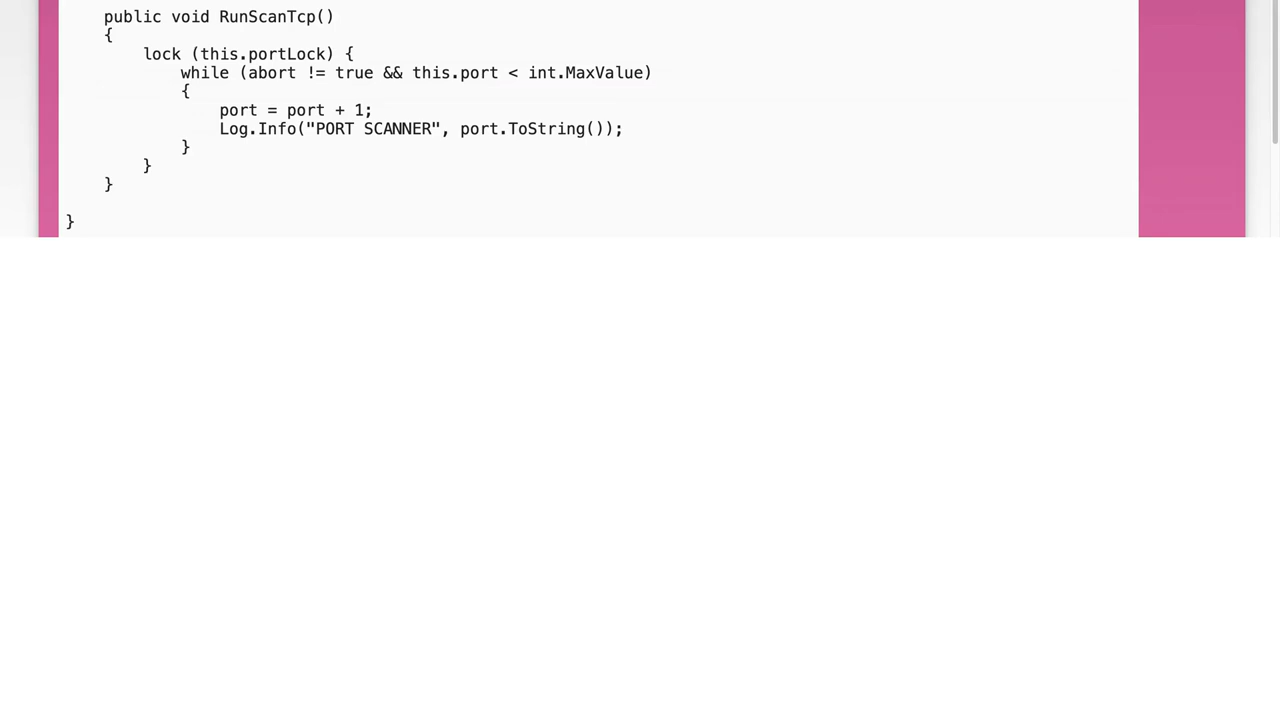 public void RunScanTcp()
{
lock (this.portLock) {
while (abort != true && this.port < int.MaxValue)
{
port = port + 1;
Log.Info("PORT SCANNER", port.ToString());
}
}
}
}